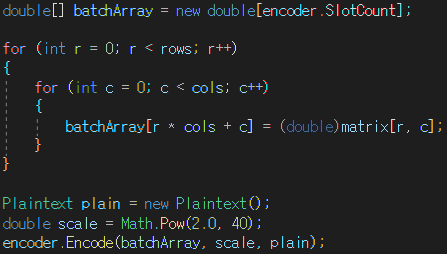 double[] batchArray = new double[encoder.SlotCount];
for (int r = 0; r < rows; r++)
{
for (int c = 0; c < cols; c++)
{
batchArray[r * cols + c] = (double)matrix[r, c];
}
}
Plaintext plain = new Plaintext();
double scale = Math.Pow(2.0, 40);
encoder.Encode(batchArray, scale, plain);